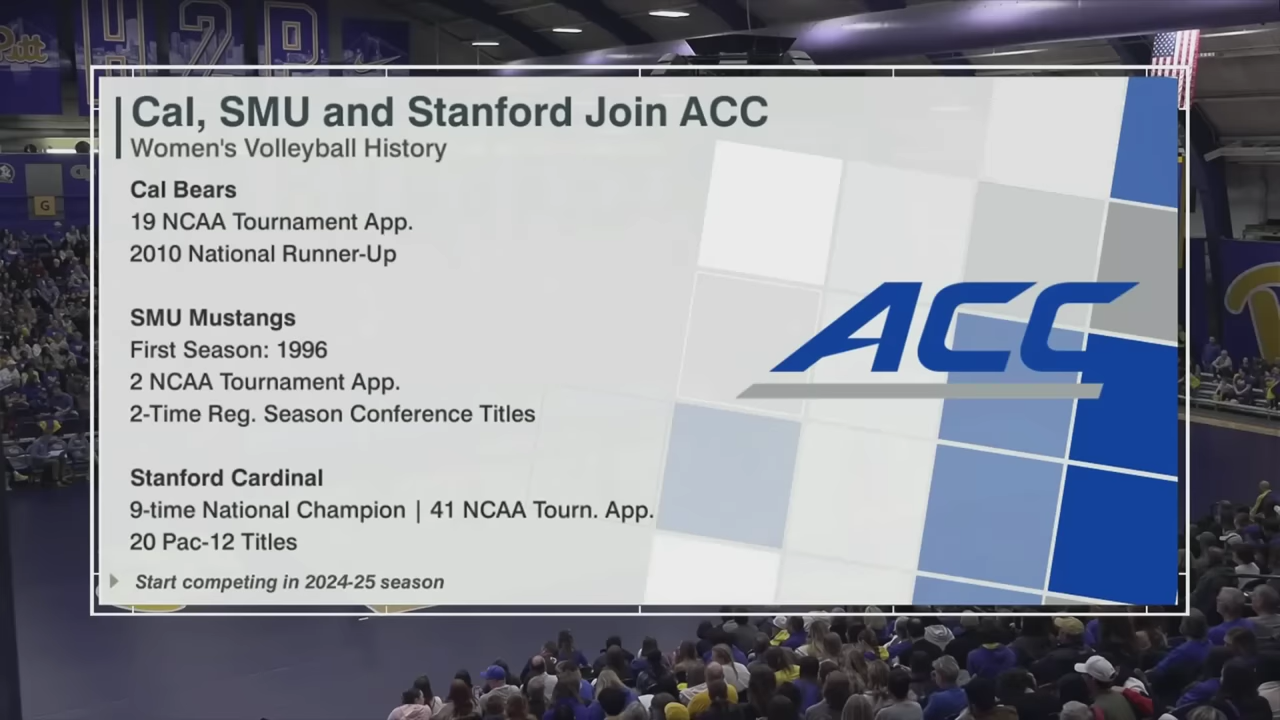 Pitt
H2P
G
Cal, SMU and Stanford Join ACC
Women's Volleyball History
Cal Bears
19 NCAA Tournament App.
2010 National Runner-Up
SMU Mustangs
First Season: 1996
2 NCAA Tournament App.
2-Time Reg. Season Conference Titles
Stanford Cardinal
9-time National Champion | 41 NCAA Tourn. App.
20 Pac-12 Titles
Start competing in 2024-25 season
ACC